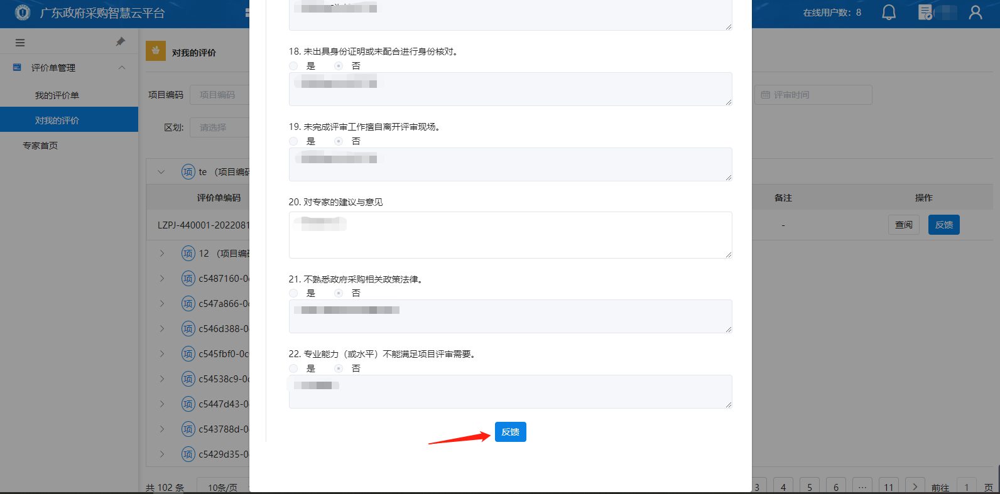 广东政府采购智慧云平台
在线用户数：8
评价单管理
我的评价单
对我的评价
专家首页
对我的评价
项目编码
项目编码
评审时间
区划:
请选择
项 te （项目编码
评价单编码
备注
操作
LZPJ-440001-2022081
-
查阅
反馈
项 12 （项目编码
项 c5487160-0
项 c547a866-0
项 c546d388-0
项 c545fbf0-0c
项 c54538c9-0
项 c5447d43-0
项 c543788d-0
项 c5429d35-0
共 102 条
10条/页
3
4
5
6
···
11
前往
1
页
18. 未出具身份证明或未配合进行身份核对。
是
否
19. 未完成评审工作擅自离开评审现场。
是
否
20. 对专家的建议与意见
21. 不熟悉政府采购相关政策法律。
是
否
22. 专业能力（或水平）不能满足项目评审需要。
是
否
反馈